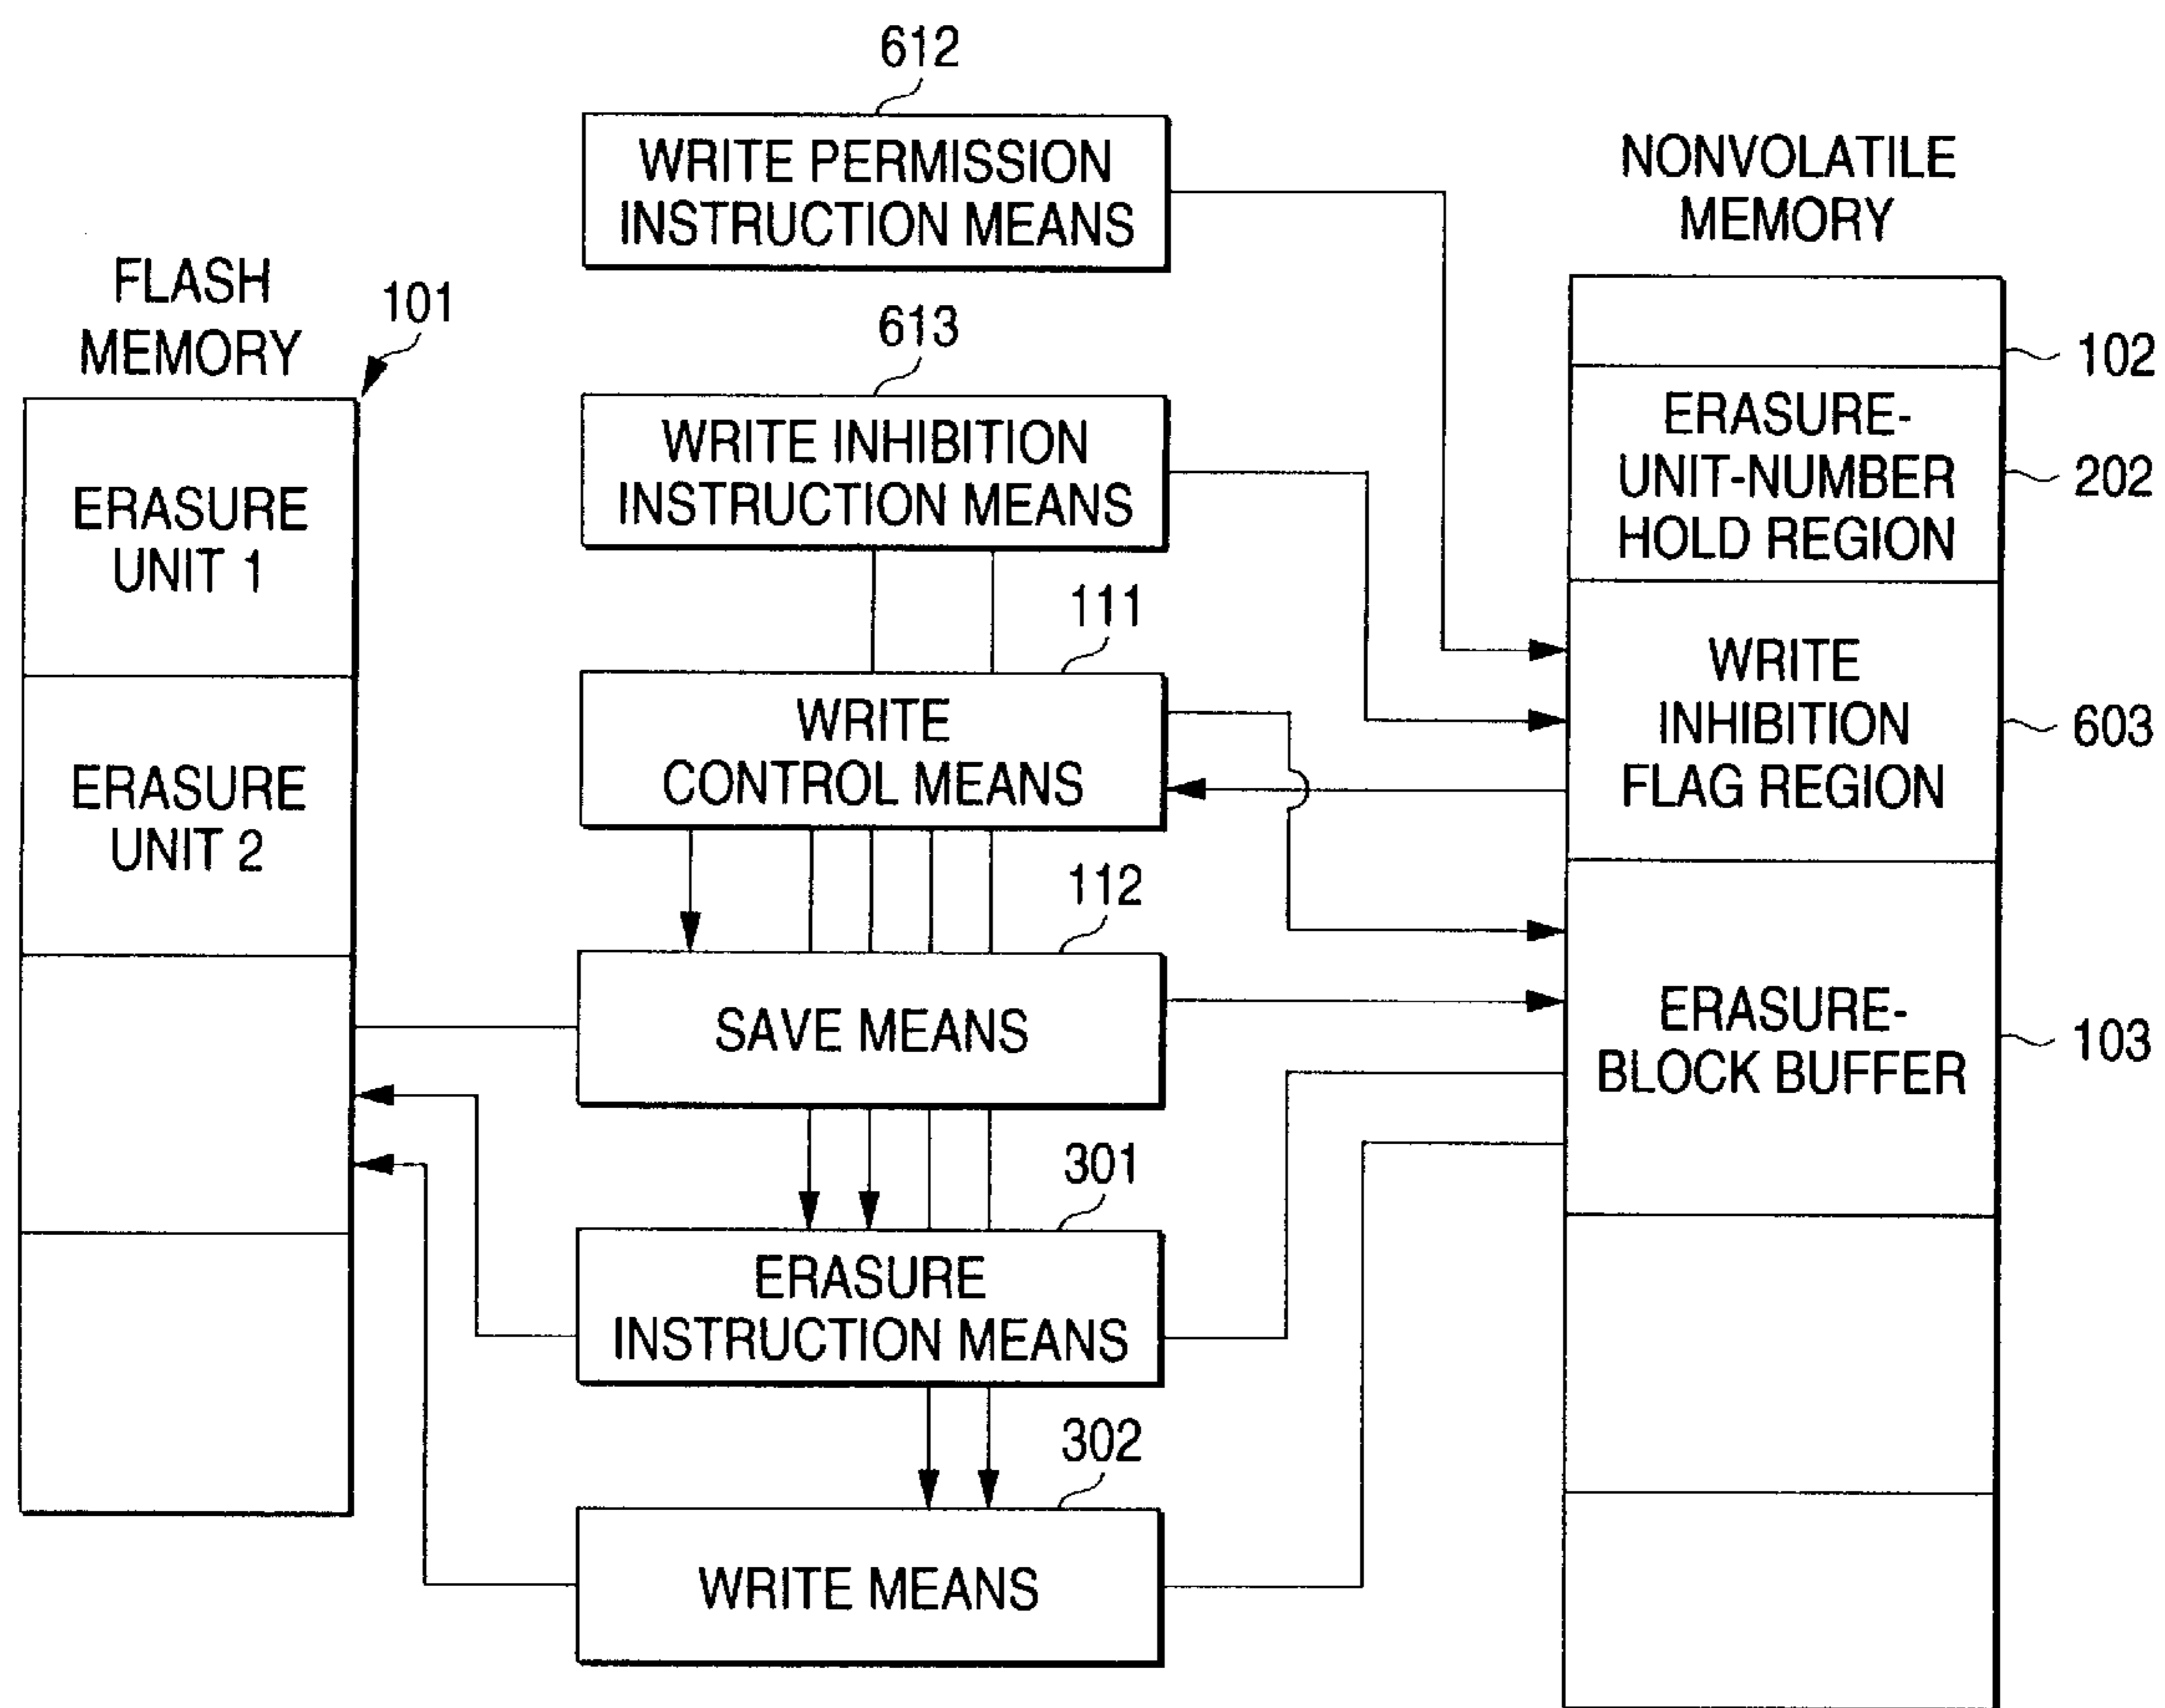 612
WRITE PERMISSION
INSTRUCTION MEANS
NONVOLATILE
MEMORY
FLASH
MEMORY
101
613
WRITE INHIBITION
INSTRUCTION MEANS
102
ERASURE-
UNIT-NUMBER
HOLD REGION
202
ERASURE
UNIT 1
111
WRITE
CONTROL MEANS
WRITE
INHIBITION
FLAG REGION
603
ERASURE
UNIT 2
112
SAVE MEANS
ERASURE-
BLOCK BUFFER
103
301
ERASURE
INSTRUCTION MEANS
302
WRITE MEANS